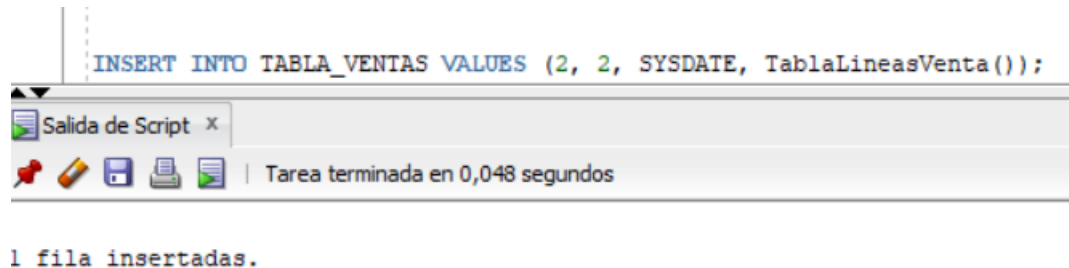 INSERT INTO TABLA_VENTAS VALUES (2, 2, SYSDATE, TablaLineasVenta());
Salida de Script x
| Tarea terminada en 0,048 segundos
1 fila insertadas.